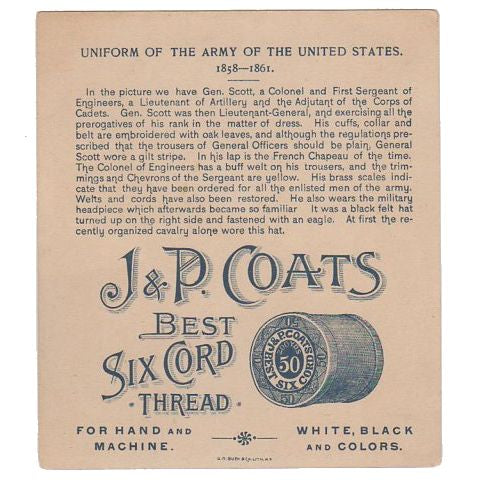 UNIFORM OF THE ARMY OF THE UNITED STATES.
1858—1861.
In the picture we have Gen. Scott, a Colonel and First Sergeant of
Engineers, a Lieutenant of Artillery and the Adjutant of the Corps of
Cadets. Gen. Scott was then Lieutenant-General, and exercising all the
prerogatives of his rank in the matter of dress. His cuffs, collar and
belt are embroidered with oak leaves, and although the regulations pre-
scribed that the trousers of General Officers should be plain, General
Scott wore a gilt stripe. In his lap is the French Chapeau of the time.
The Colonel of Engineers has a buff welt on his trousers, and the trim-
mings and Chevrons of the Sergeant are yellow. His brass scales indi-
cate that they have been ordered for all the enlisted men of the army.
Welts and cords have also been restored. He also wears the military
headpiece which afterwards became so familiar It was a black felt hat
turned up on the right side and fastened with an eagle. At first the re-
cently organized cavalry alone wore this hat.
J & P. COATS
BEST
SIX CORD
THREAD
J&P. COATS
BEST SIX CORD
50
50
50
FOR HAND AND
MACHINE.
WHITE, BLACK
AND COLORS.